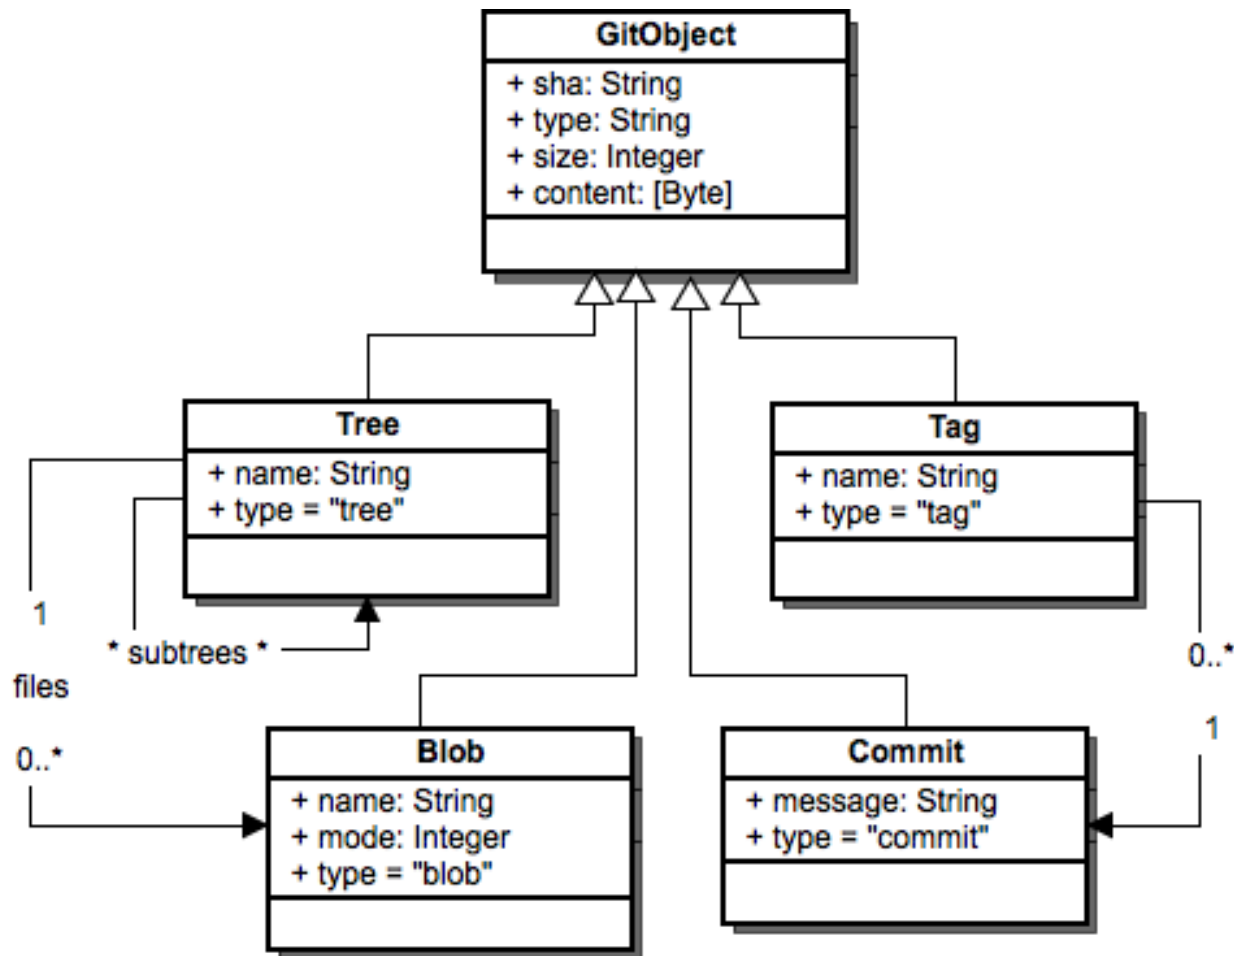 GitObject
+ sha: String
+ type: String
+ size: Integer
+ content: [Byte]
Tree
+ name: String
+ type = "tree"
Tag
+ name: String
+ type = "tag"
1
* subtrees *
files
0..*
0..*
1
Blob
+ name: String
+ mode: Integer
+ type = "blob"
Commit
+ message: String
+ type = "commit"